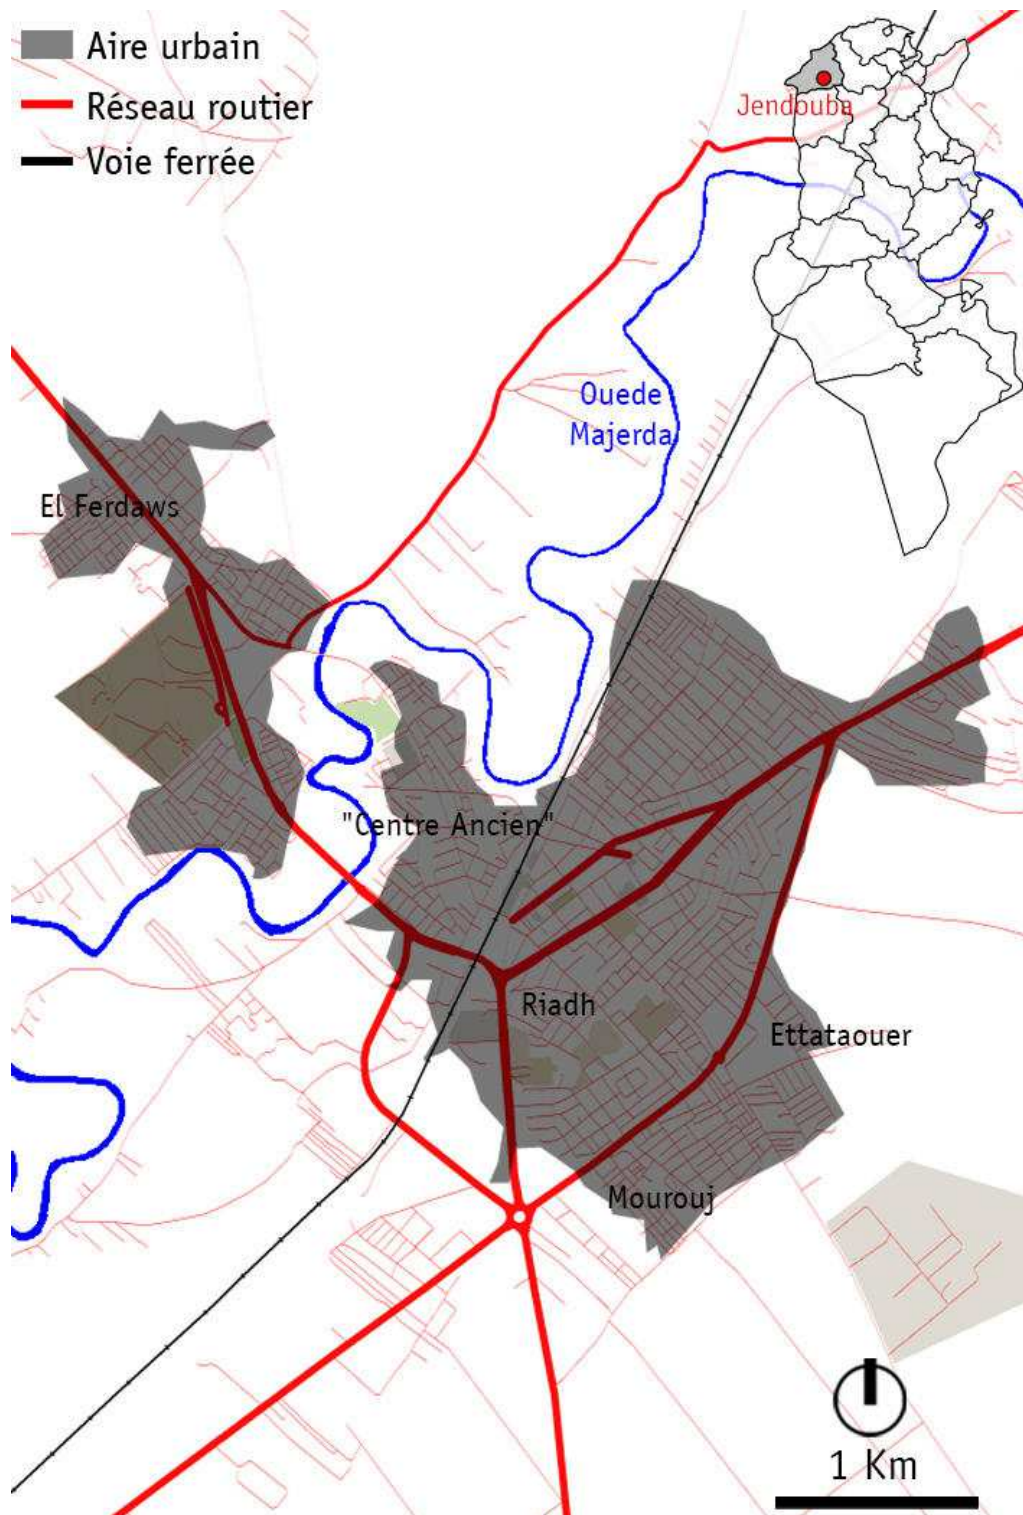 Aire urbain
Réseau routier
Voie ferrée
Jendouba
Ouede
Majerda
El Ferdaws
"Centre Ancien"
Riadh
Ettataouer
Mourouj
1 Km